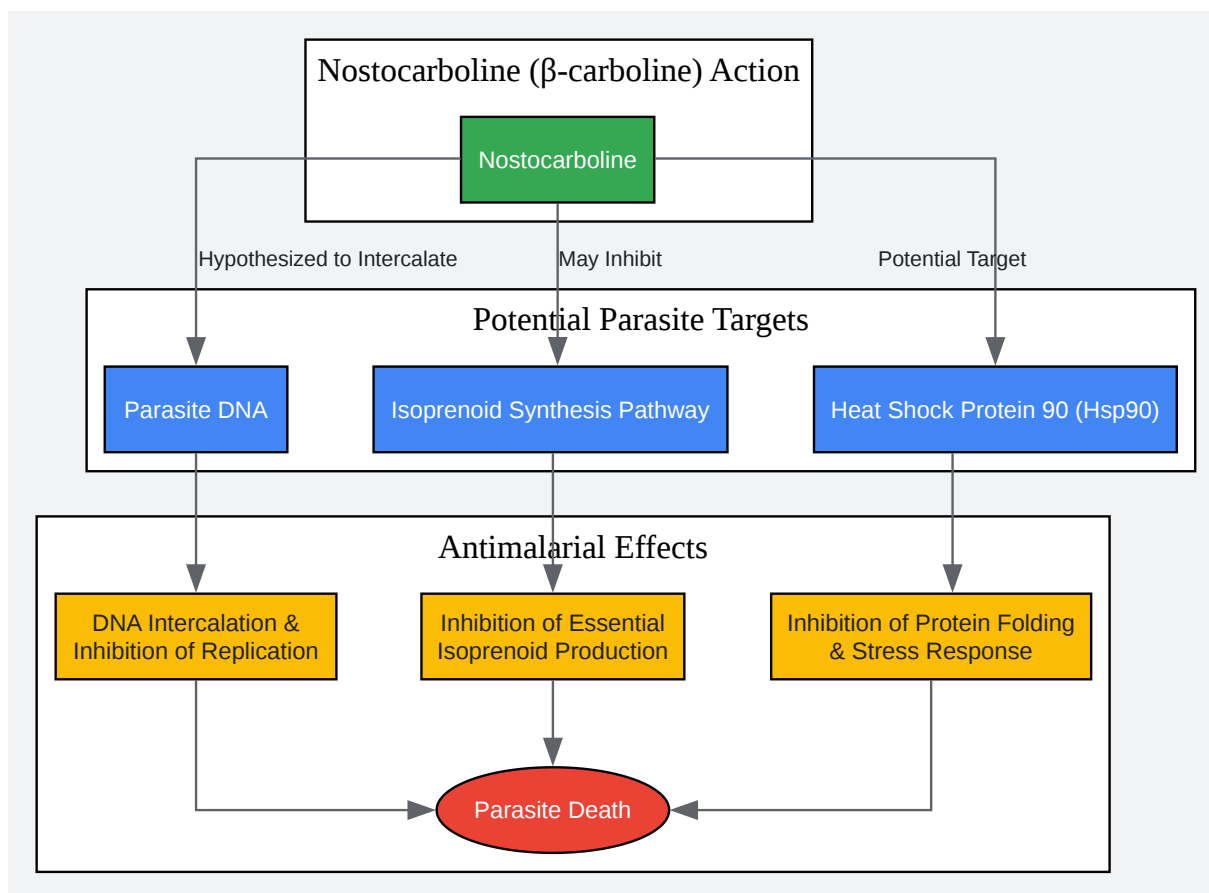 Nostocarboline (β-carboline) Action
Nostocarboline
Hypothesized to Intercalate
May Inhibit
Potential Target
Potential Parasite Targets
Parasite DNA
Isoprenoid Synthesis Pathway
Heat Shock Protein 90 (Hsp90)
Antimalarial Effects
DNA Intercalation &
Inhibition of Replication
Inhibition of Essential
Isoprenoid Production
Inhibition of Protein Folding
& Stress Response
Parasite Death